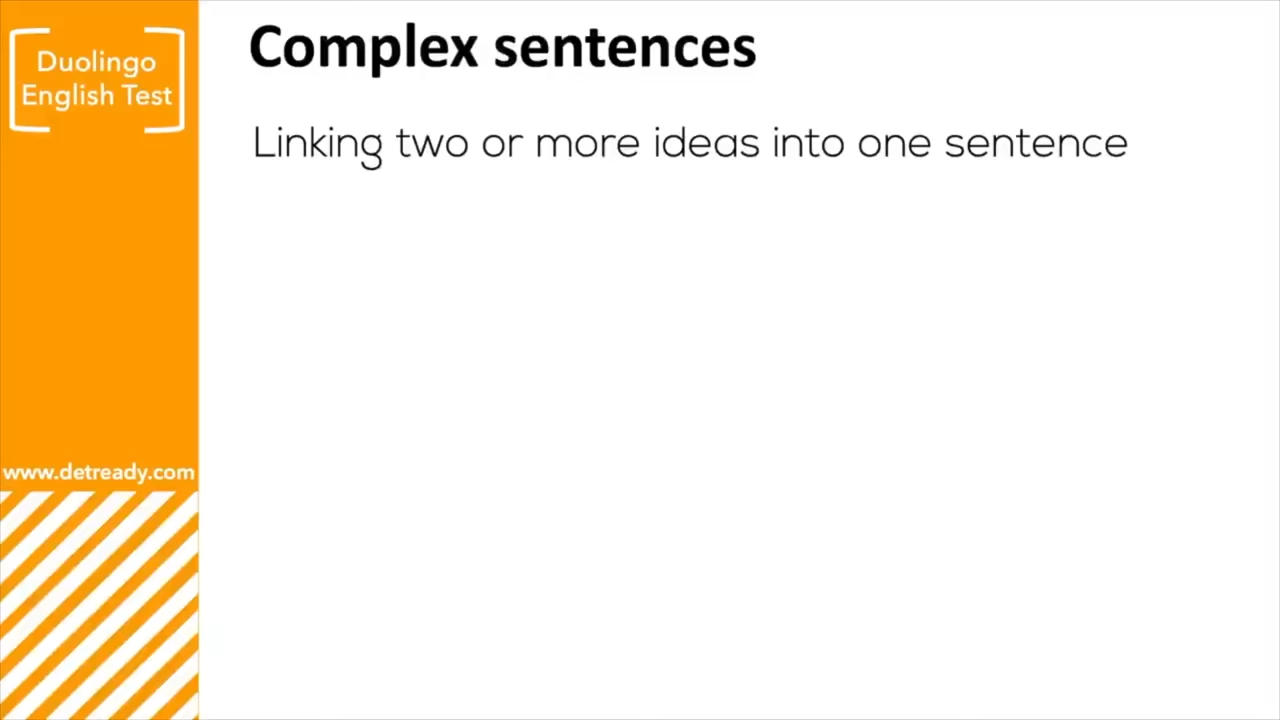 Duolingo
English Test
Complex sentences
Linking two or more ideas into one sentence
www.detready.com